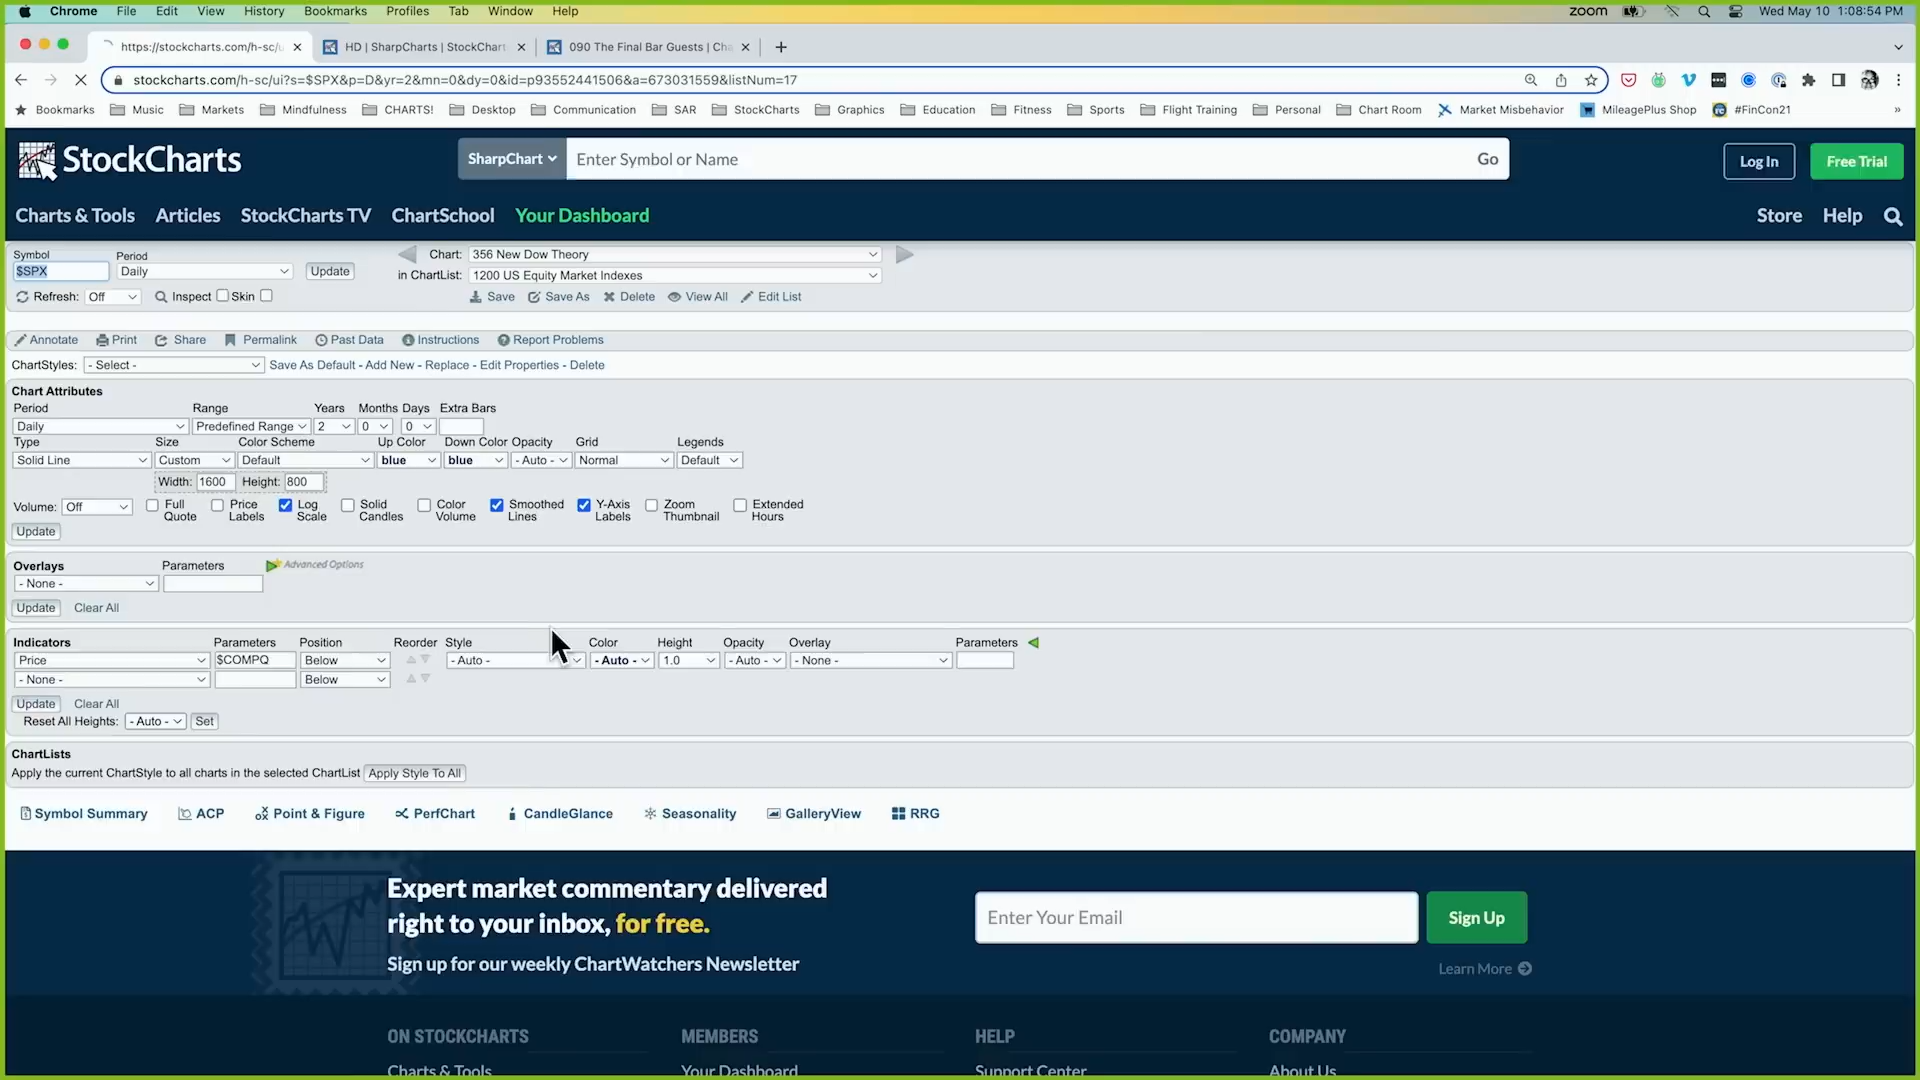 Chrome File Edit View History Bookmarks Profiles Tab Window Help zoom Wed May 10 1:08:54 PM
https://stockcharts.com/h-sc/u HD | SharpCharts | StockChart 090 The Final Bar Guests | Cha
stockcharts.com/h-sc/ui?s=$SPX&p=D&yr=2&mn=0&dy=0&id=p93552441506&a=673031559&listNum=17
Bookmarks Music Markets Mindfulness CHARTS! Desktop Communication SAR StockCharts Graphics Education Fitness Sports Flight Training Personal Chart Room Market Misbehavior MileagePlus Shop #FinCon21 »
StockCharts SharpChart Enter Symbol or Name Go Log In Free Trial
Charts & Tools Articles StockCharts TV ChartSchool Your Dashboard Store Help
Symbol Period Chart: 356 New Dow Theory
$SPX Daily Update in ChartList: 1200 US Equity Market Indexes
Refresh: Off Inspect Skin Save Save As Delete View All Edit List
Annotate Print Share Permalink Past Data Instructions Report Problems
ChartStyles: - Select - Save As Default - Add New - Replace - Edit Properties - Delete
Chart Attributes
Period Range Years Months Days Extra Bars
Daily Predefined Range 2 0 0
Type Size Color Scheme Up Color Down Color Opacity Grid Legends
Solid Line Custom Default blue blue - Auto - Normal Default
Width: 1600 Height: 800
Volume: Off Full Quote Price Labels Log Scale Solid Candles Color Volume Smoothed Lines Y-Axis Labels Zoom Thumbnail Extended Hours
Update
Overlays Parameters Advanced Options
- None -
Update Clear All
Indicators Parameters Position Reorder Style Color Height Opacity Overlay Parameters
Price $COMPQ Below - Auto - - Auto - 1.0 - Auto - - None -
- None - Below
Update Clear All
Reset All Heights: - Auto - Set
ChartLists
Apply the current ChartStyle to all charts in the selected ChartList Apply Style To All
Symbol Summary ACP Point & Figure PerfChart CandleGlance Seasonality GalleryView RRG
Expert market commentary delivered
right to your inbox, for free.
Enter Your Email Sign Up
Sign up for our weekly ChartWatchers Newsletter
Learn More
ON STOCKCHARTS MEMBERS HELP COMPANY
Charts & Tools Your Dashboard Support Center About Us